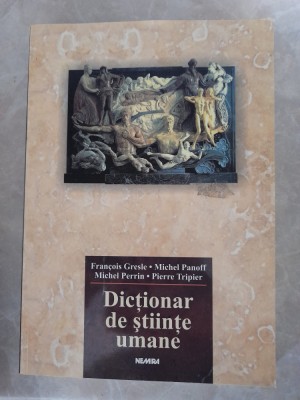 François Gresle • Michel Panoff
Michel Perrin • Pierre Tripier
Dicționar
de științe
umane
NEMIRA